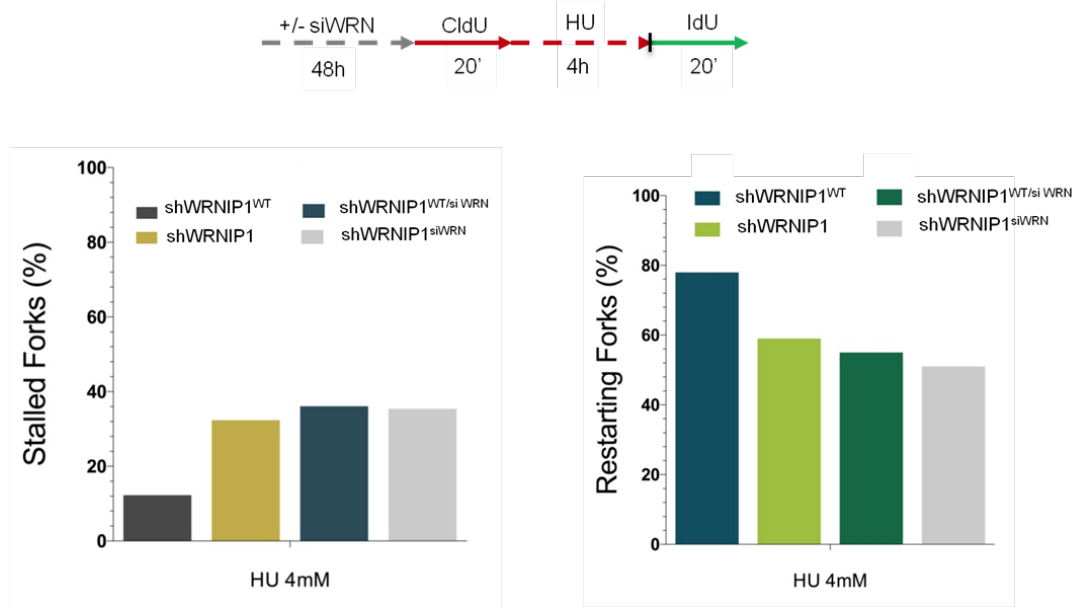 +/- siWRN CldU HU IdU
48h 20' 4h 20'
Stalled Forks (%)
100
80
60
40
20
0
shWRNIP1WT shWRNIP1WT/si WRN
shWRNIP1 shWRNIP1siWRN
HU 4mM
Restarting Forks (%)
100
80
60
40
20
0
shWRNIP1WT shWRNIP1WT/si WRN
shWRNIP1 shWRNIP1siWRN
HU 4mM